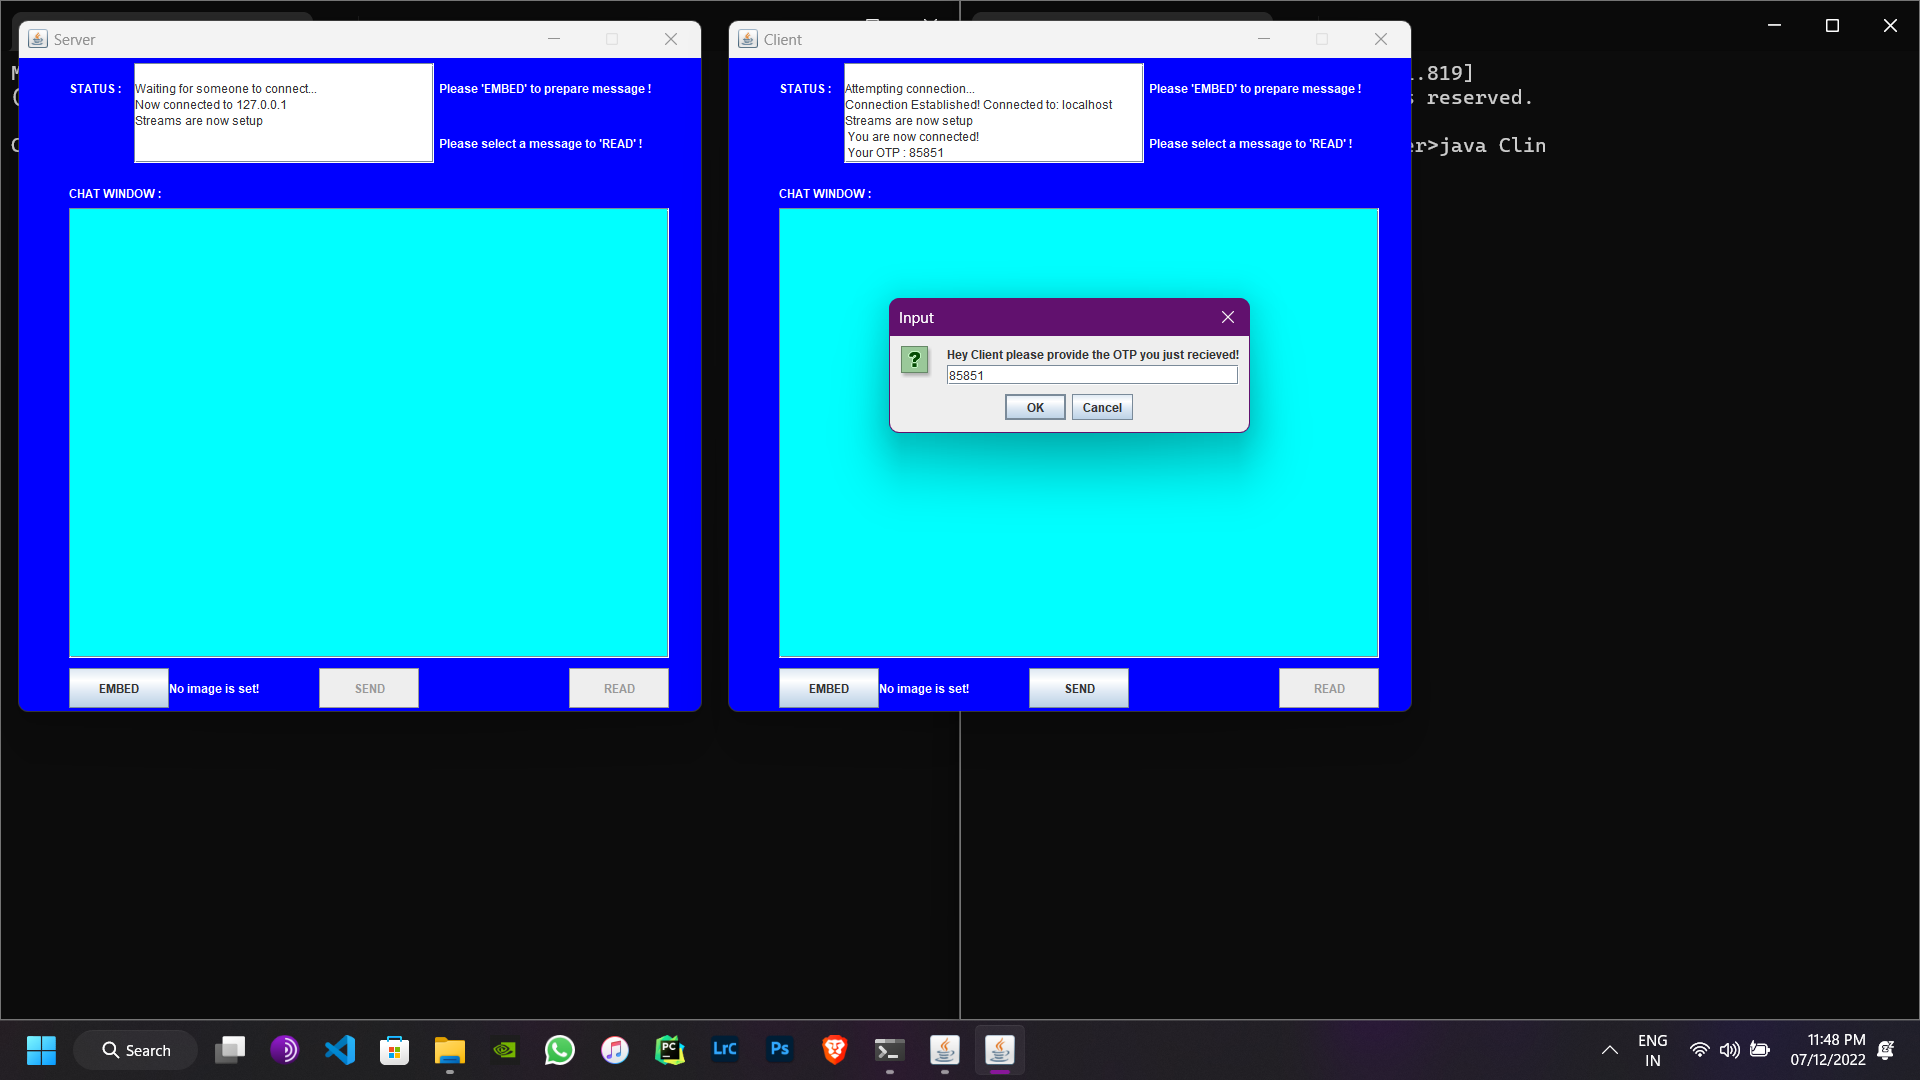 Server
STATUS :
Waiting for someone to connect...
Now connected to 127.0.0.1
Streams are now setup
Please 'EMBED' to prepare message !
Please select a message to 'READ' !
CHAT WINDOW :
EMBED
No image is set!
SEND
READ
Client
STATUS :
Attempting connection...
Connection Established! Connected to: localhost
Streams are now setup
You are now connected!
Your OTP : 85851
Please 'EMBED' to prepare message !
Please select a message to 'READ' !
CHAT WINDOW :
Input
?
Hey Client please provide the OTP you just recieved!
85851
OK
Cancel
EMBED
No image is set!
SEND
READ
.819]
reserved.
er>java Clin
Search
PC
LrC
Ps
ENG
IN
11:48 PM
07/12/2022